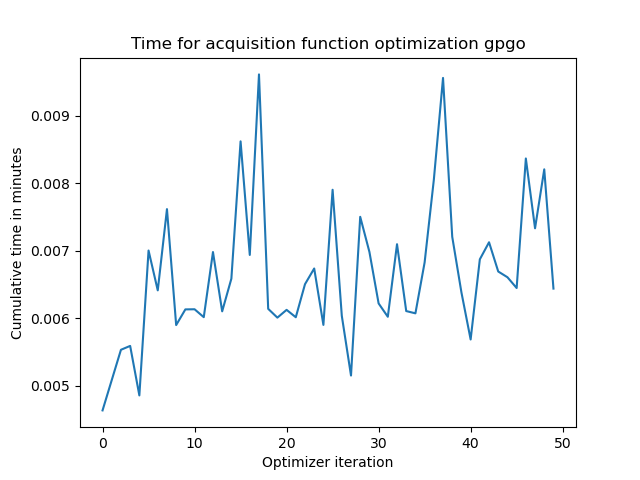 Time for acquisition function optimization gpgo
Cumulative time in minutes
0.009
0.008
0.007
0.006
0.005
0 10 20 30 40 50
Optimizer iteration